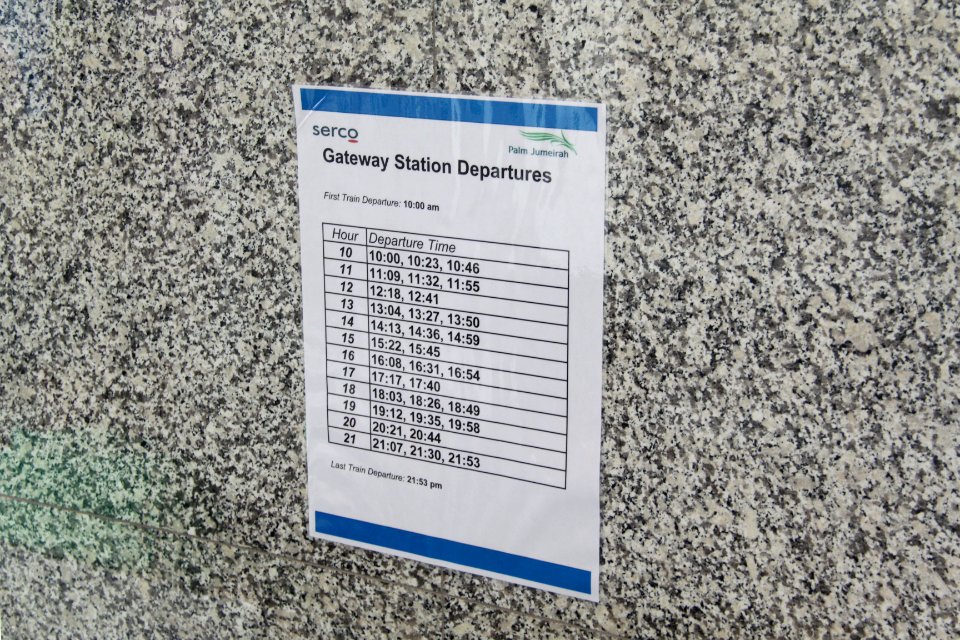 serco
Palm Jumeirah
Gateway Station Departures
First Train Departure: 10:00 am
Hour Departure Time
10 10:00, 10:23, 10:46
11 11:09, 11:32, 11:55
12 12:18, 12:41
13 13:04, 13:27, 13:50
14 14:13, 14:36, 14:59
15 15:22, 15:45
16 16:08, 16:31, 16:54
17 17:17, 17:40
18 18:03, 18:26, 18:49
19 19:12, 19:35, 19:58
20 20:21, 20:44
21 21:07, 21:30, 21:53
Last Train Departure: 21:53 pm